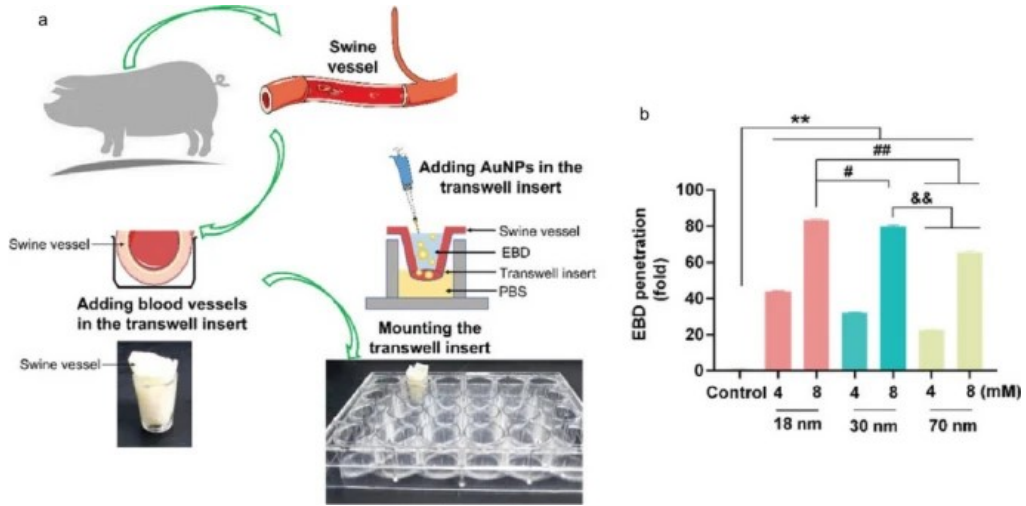 a
Swine
vessel
Adding AuNPs in the
transwell insert
Swine vessel
Swine vessel
EBD
Transwell insert
PBS
Adding blood vessels
in the transwell insert
Mounting the
transwell insert
Swine vessel
b
**
##
#
&&
EBD penetration
(fold)
100
80
60
40
20
0
Control 4 8 4 8 4 8 (mM)
18 nm 30 nm 70 nm